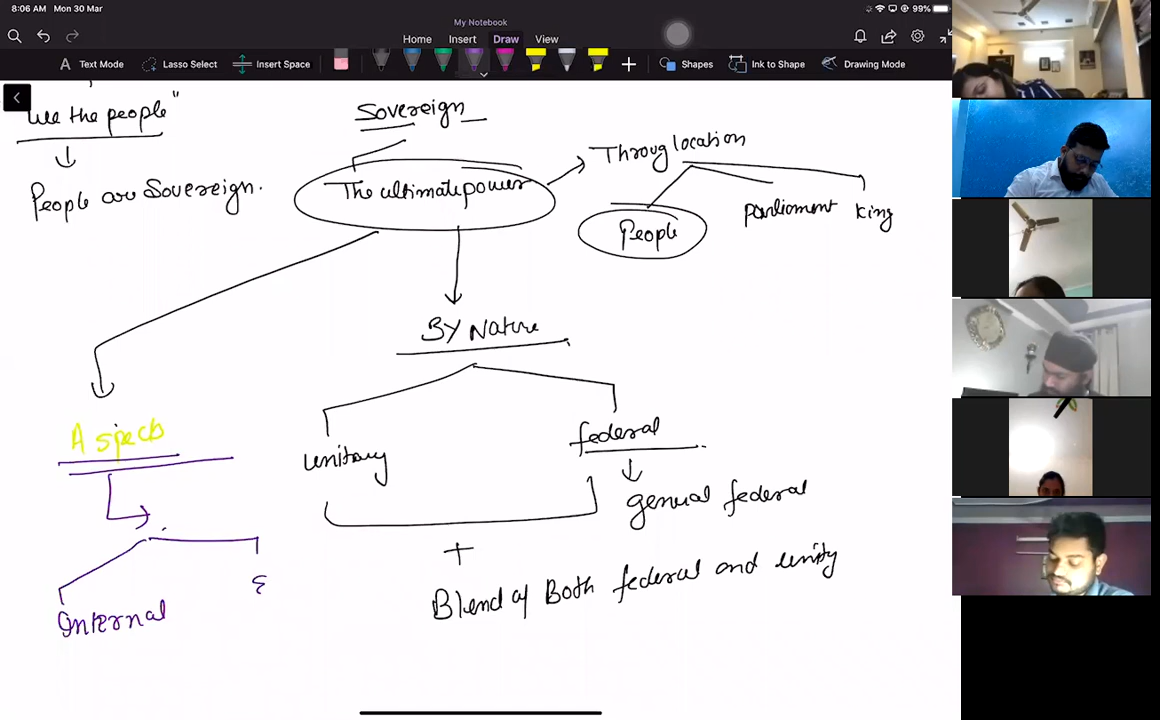 8:06 AM Mon 30 Mar
99%
My Notebook
Home Insert Draw View
Text Mode Lasso Select Insert Space Shapes Ink to Shape Drawing Mode
"We the people"
People are Sovereign.
Sovereign
The ultimate power
Throug location
People
parliament
King
By Nature
Aspects
unitary
federal
general federal
+
Blend of Both federal and unity
Internal